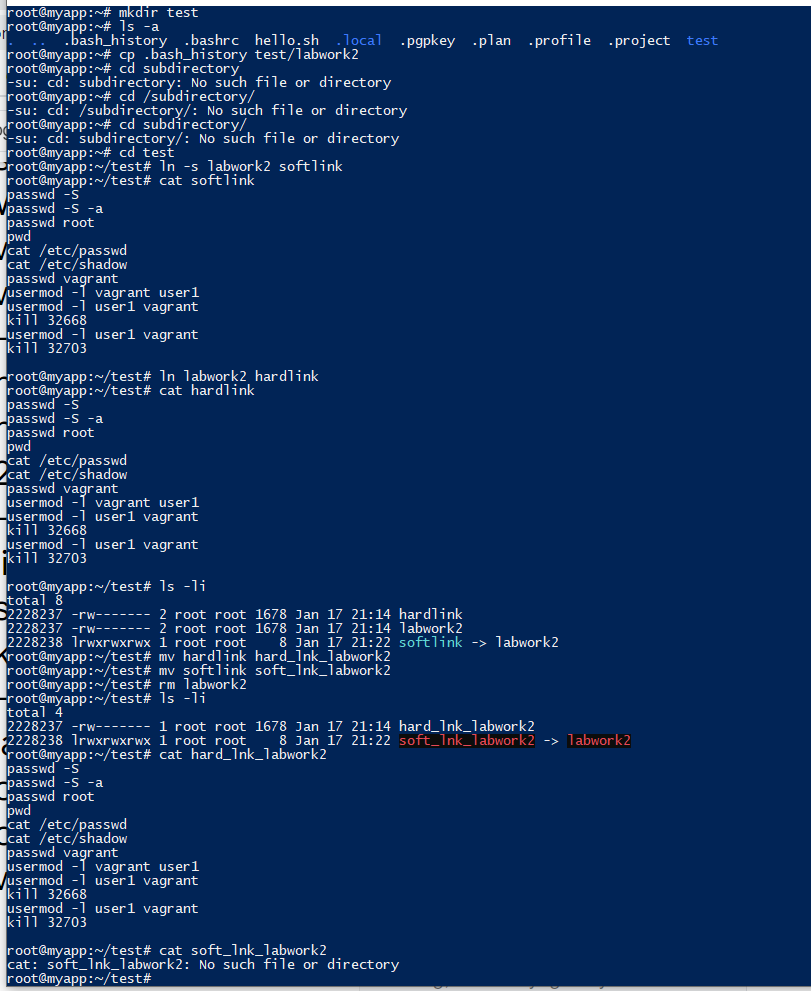 root@myapp:~# mkdir test
root@myapp:~# ls -a
.  ..  .bash_history  .bashrc  hello.sh  .local  .pgpkey  .plan  .profile  .project  test
root@myapp:~# cp .bash_history test/labwork2
root@myapp:~# cd subdirectory
-su: cd: subdirectory: No such file or directory
root@myapp:~# cd /subdirectory/
-su: cd: /subdirectory/: No such file or directory
root@myapp:~# cd subdirectory/
-su: cd: subdirectory/: No such file or directory
root@myapp:~# cd test
root@myapp:~/test# ln -s labwork2 softlink
root@myapp:~/test# cat softlink
passwd -S
passwd -S -a
passwd root
pwd
cat /etc/passwd
cat /etc/shadow
passwd vagrant
usermod -l vagrant user1
usermod -l user1 vagrant
kill 32668
usermod -l user1 vagrant
kill 32703
root@myapp:~/test# ln labwork2 hardlink
root@myapp:~/test# cat hardlink
passwd -S
passwd -S -a
passwd root
pwd
cat /etc/passwd
cat /etc/shadow
passwd vagrant
usermod -l vagrant user1
usermod -l user1 vagrant
kill 32668
usermod -l user1 vagrant
kill 32703
root@myapp:~/test# ls -li
total 8
2228237 -rw------- 2 root root 1678 Jan 17 21:14 hardlink
2228237 -rw------- 2 root root 1678 Jan 17 21:14 labwork2
2228238 lrwxrwxrwx 1 root root    8 Jan 17 21:22 softlink -> labwork2
root@myapp:~/test# mv hardlink hard_lnk_labwork2
root@myapp:~/test# mv softlink soft_lnk_labwork2
root@myapp:~/test# rm labwork2
root@myapp:~/test# ls -li
total 4
2228237 -rw------- 1 root root 1678 Jan 17 21:14 hard_lnk_labwork2
2228238 lrwxrwxrwx 1 root root    8 Jan 17 21:22 soft_lnk_labwork2 -> labwork2
root@myapp:~/test# cat hard_lnk_labwork2
passwd -S
passwd -S -a
passwd root
pwd
cat /etc/passwd
cat /etc/shadow
passwd vagrant
usermod -l vagrant user1
usermod -l user1 vagrant
kill 32668
usermod -l user1 vagrant
kill 32703
root@myapp:~/test# cat soft_lnk_labwork2
cat: soft_lnk_labwork2: No such file or directory
root@myapp:~/test#